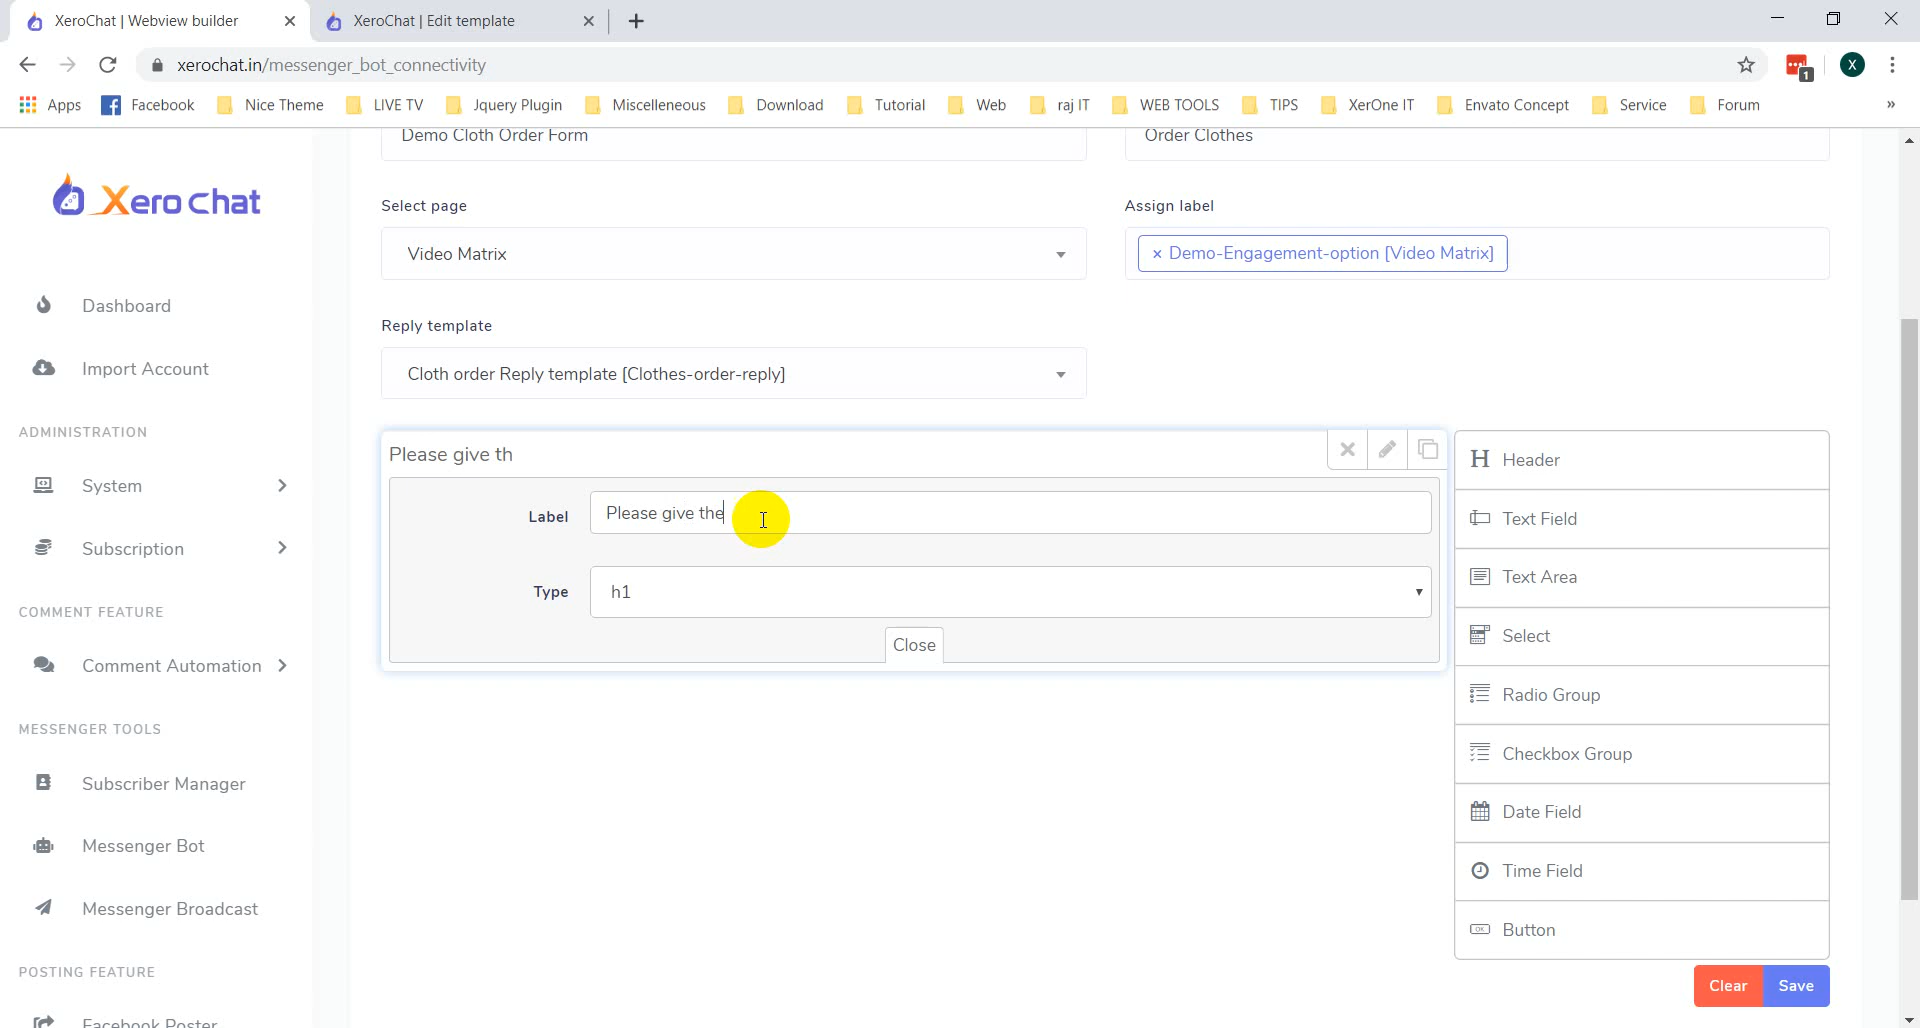 XeroChat | Webview builder
XeroChat | Edit template
xerochat.in/messenger_bot_connectivity
1
X
Apps
Facebook
Nice Theme
LIVE TV
Jquery Plugin
Miscelleneous
Download
Tutorial
Web
raj IT
WEB TOOLS
TIPS
XerOne IT
Envato Concept
Service
Forum
»
Xero chat
Dashboard
Import Account
ADMINISTRATION
System
Subscription
COMMENT FEATURE
Comment Automation
MESSENGER TOOLS
Subscriber Manager
Messenger Bot
Messenger Broadcast
POSTING FEATURE
Facebook Poster
Demo Cloth Order Form
Order Clothes
Select page
Assign label
Video Matrix
× Demo-Engagement-option [Video Matrix]
Reply template
Cloth order Reply template [Clothes-order-reply]
Please give th
Label
Please give the
Type
h1
Close
H Header
Text Field
Text Area
Select
Radio Group
Checkbox Group
Date Field
Time Field
OK Button
Clear
Save